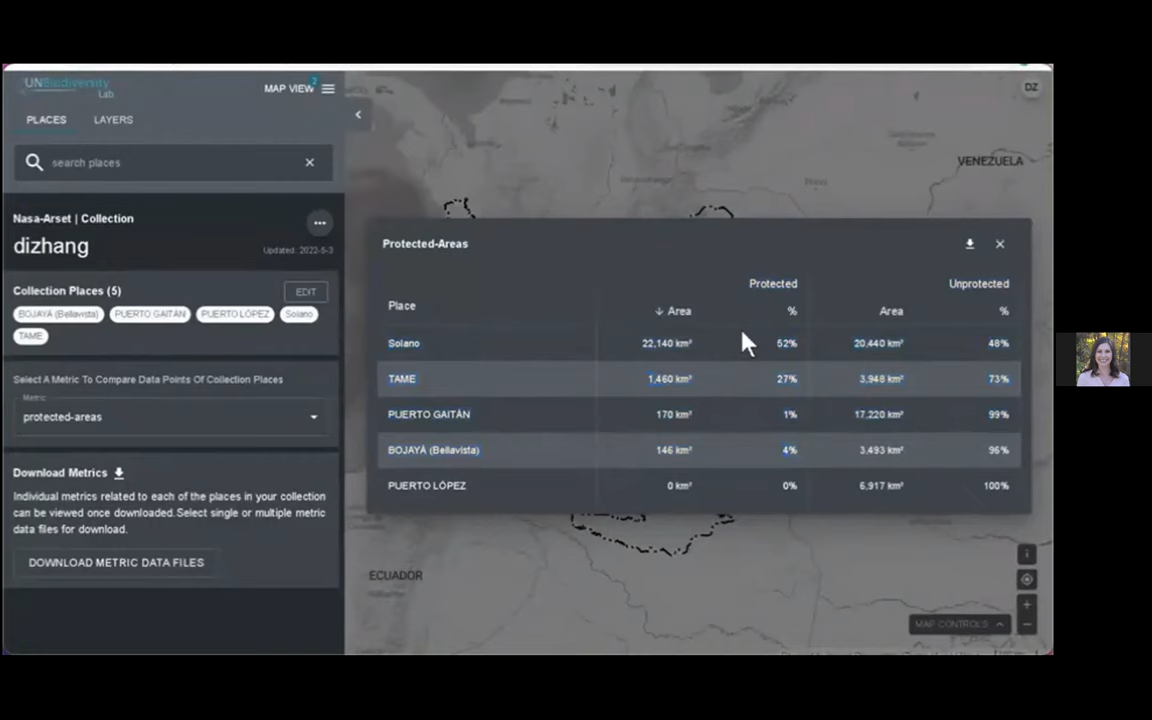 UNBiodiversity
Lab
MAP VIEW 2
PLACES LAYERS
search places
Nasa-Arset | Collection
dizhang
Updated: 2022-5-3
Collection Places (5)
EDIT
BOJAYÁ (Bellavista) PUERTO GAITÁN PUERTO LÓPEZ Solano
TAME
Select A Metric To Compare Data Points Of Collection Places
Metric
protected-areas
Download Metrics
Individual metrics related to each of the places in your collection
can be viewed once downloaded. Select single or multiple metric
data files for download.
DOWNLOAD METRIC DATA FILES
DZ
VENEZUELA
Protected-Areas
Protected Unprotected
Place ↓ Area % Area %
Solano 22,140 km² 52% 20,440 km² 48%
TAME 1,460 km² 27% 3,948 km² 73%
PUERTO GAITÁN 170 km² 1% 17,220 km² 99%
BOJAYÁ (Bellavista) 146 km² 4% 3,493 km² 96%
PUERTO LÓPEZ 0 km² 0% 6,917 km² 100%
ECUADOR
MAP CONTROLS